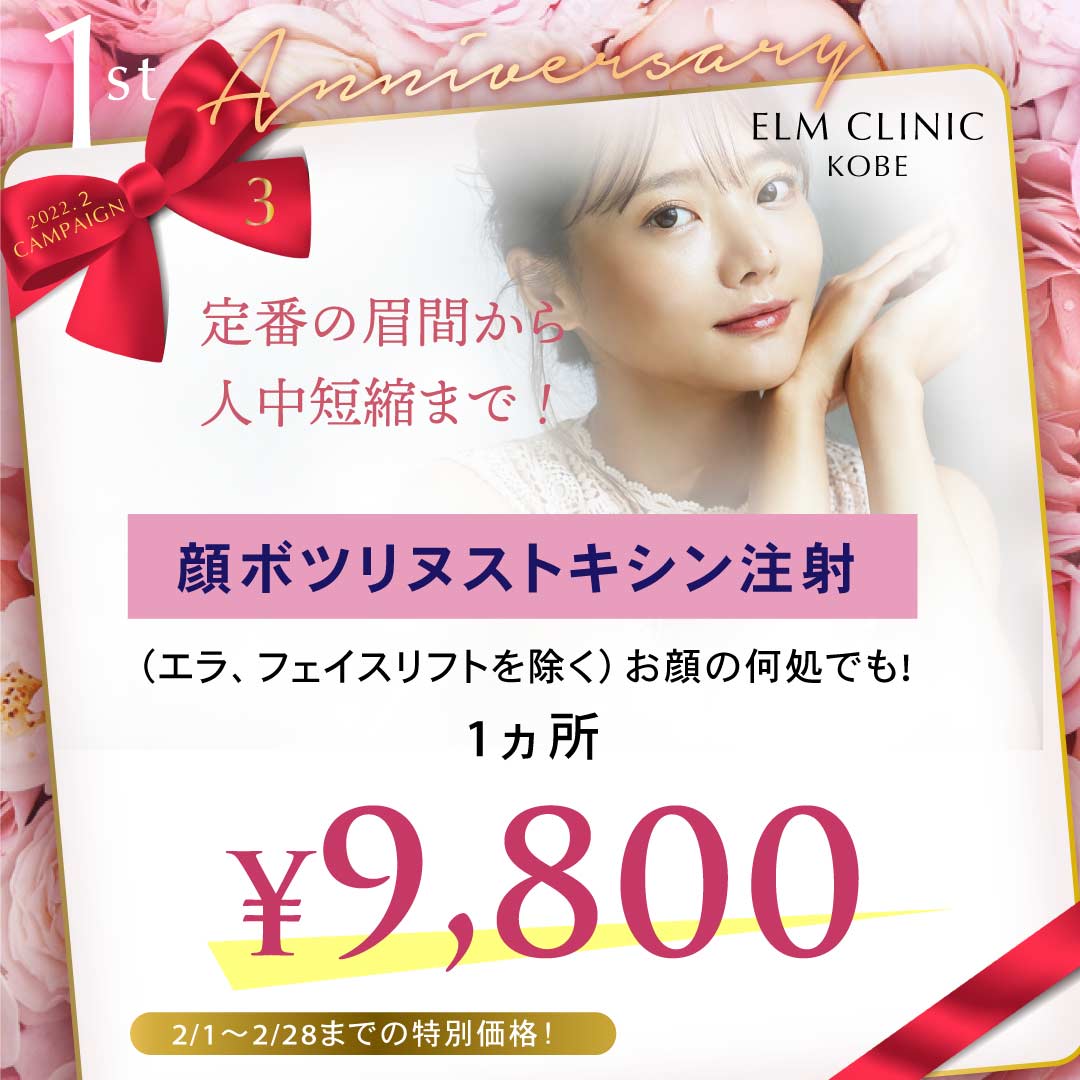 1st Anniversary
ELM CLINIC
KOBE
2022.2
CAMPAIGN
3
定番の眉間から
人中短縮まで！
顔ボツリヌストキシン注射
（エラ、フェイスリフトを除く）お顔の何処でも!
1ヵ所
¥9,800
2/1～2/28までの特別価格！